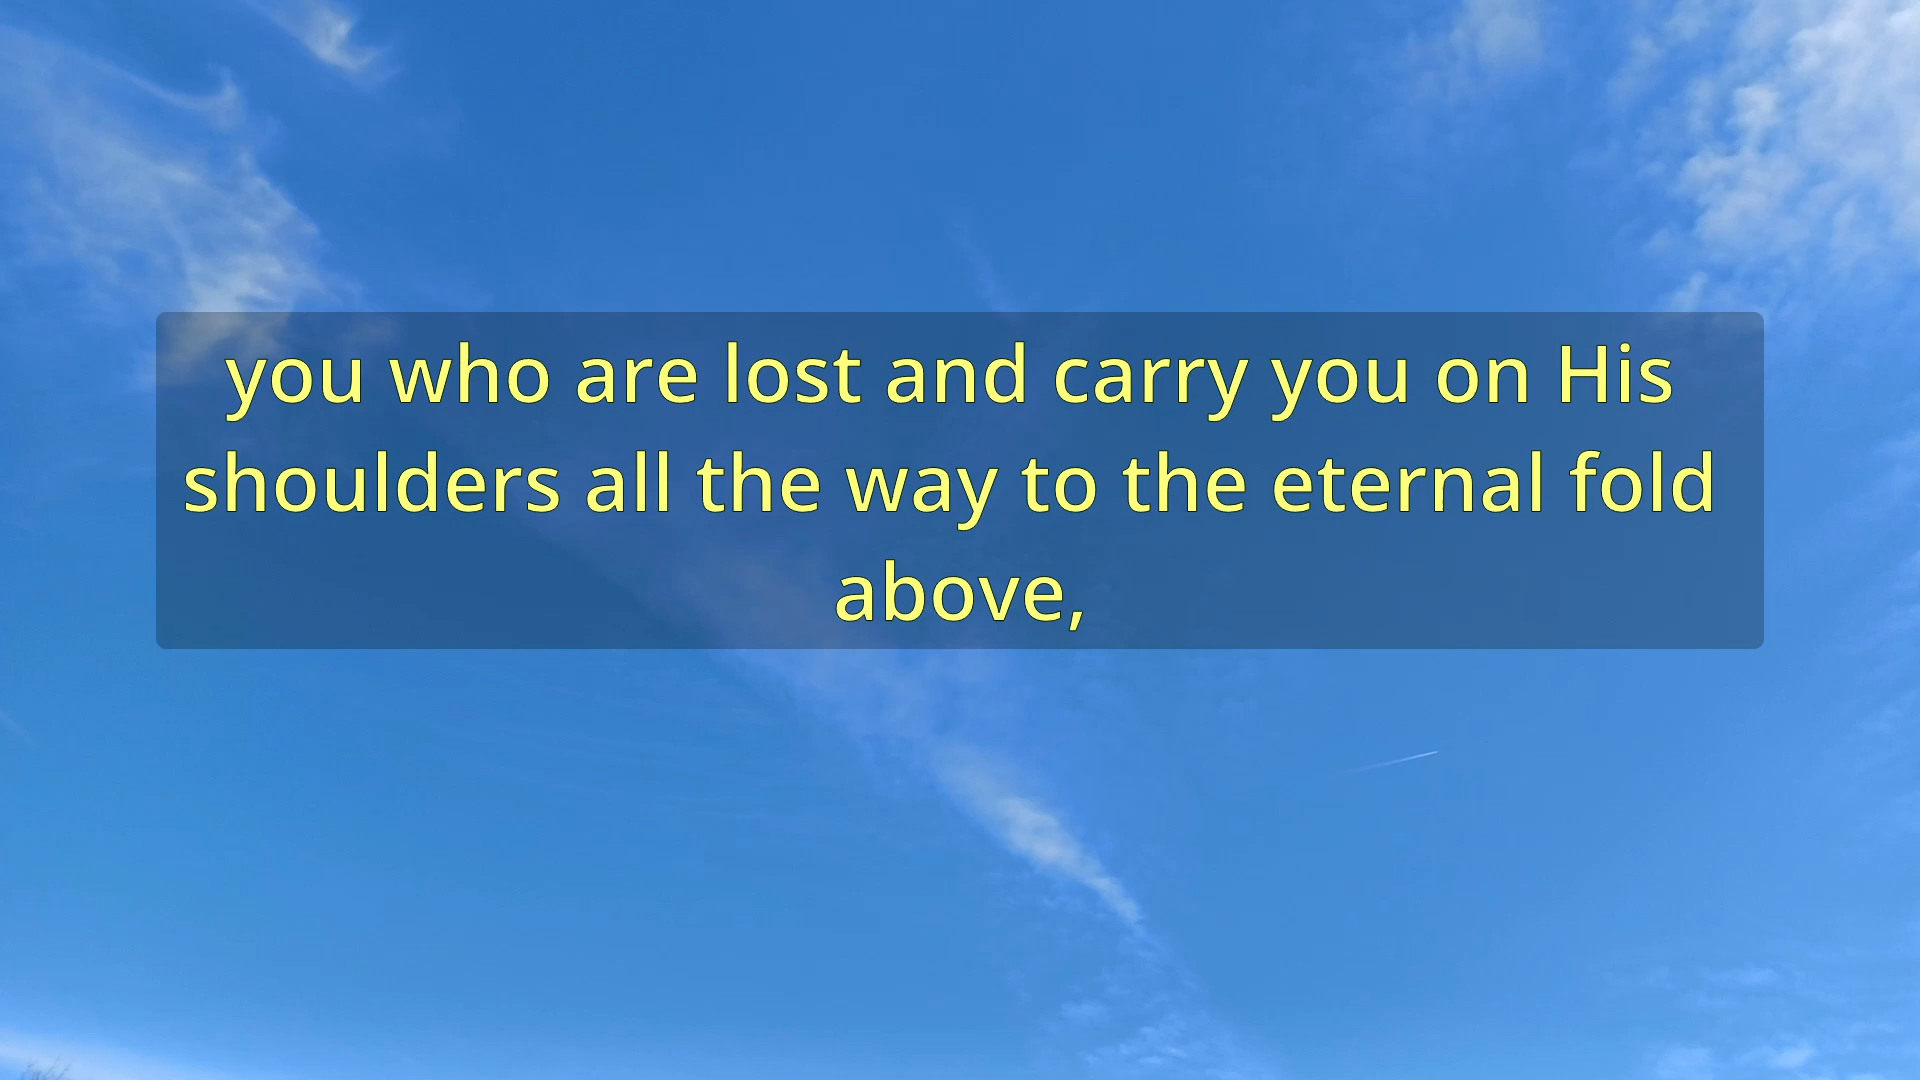 you who are lost and carry you on His
shoulders all the way to the eternal fold
above,